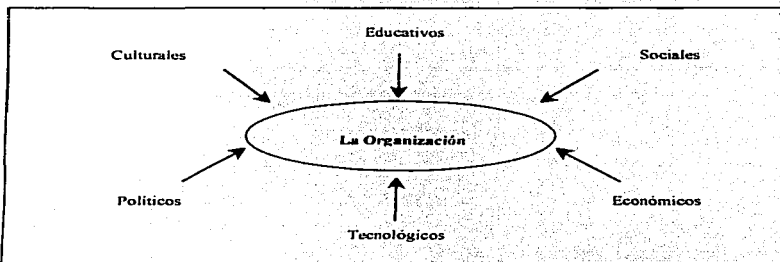 Educativos
Culturales
Sociales
La Organización
Políticos
Económicos
Tecnológicos